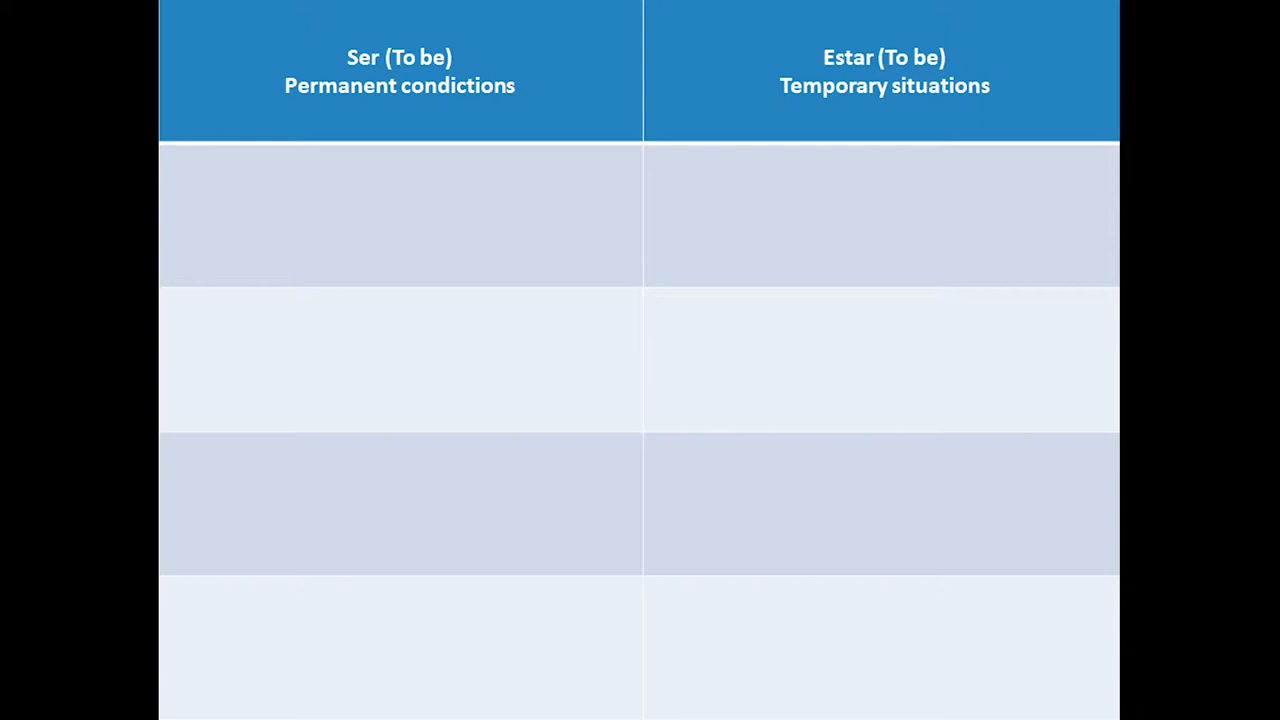 Ser (To be)
Permanent condictions
Estar (To be)
Temporary situations